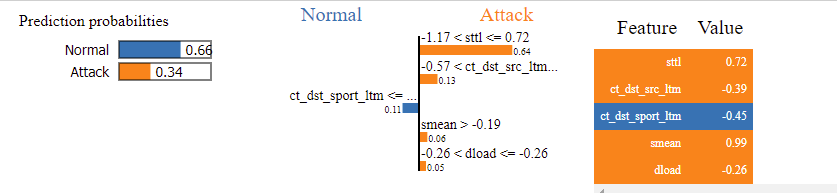 Prediction probabilities
Normal 0.66
Attack 0.34
Normal Attack
-1.17 < sttl <= 0.72
0.64
-0.57 < ct_dst_src_ltm...
0.13
ct_dst_sport_ltm <= ...
0.11
smean > -0.19
0.06
-0.26 < dload <= -0.26
0.05
Feature Value
sttl 0.72
ct_dst_src_ltm -0.39
ct_dst_sport_ltm -0.45
smean 0.99
dload -0.26